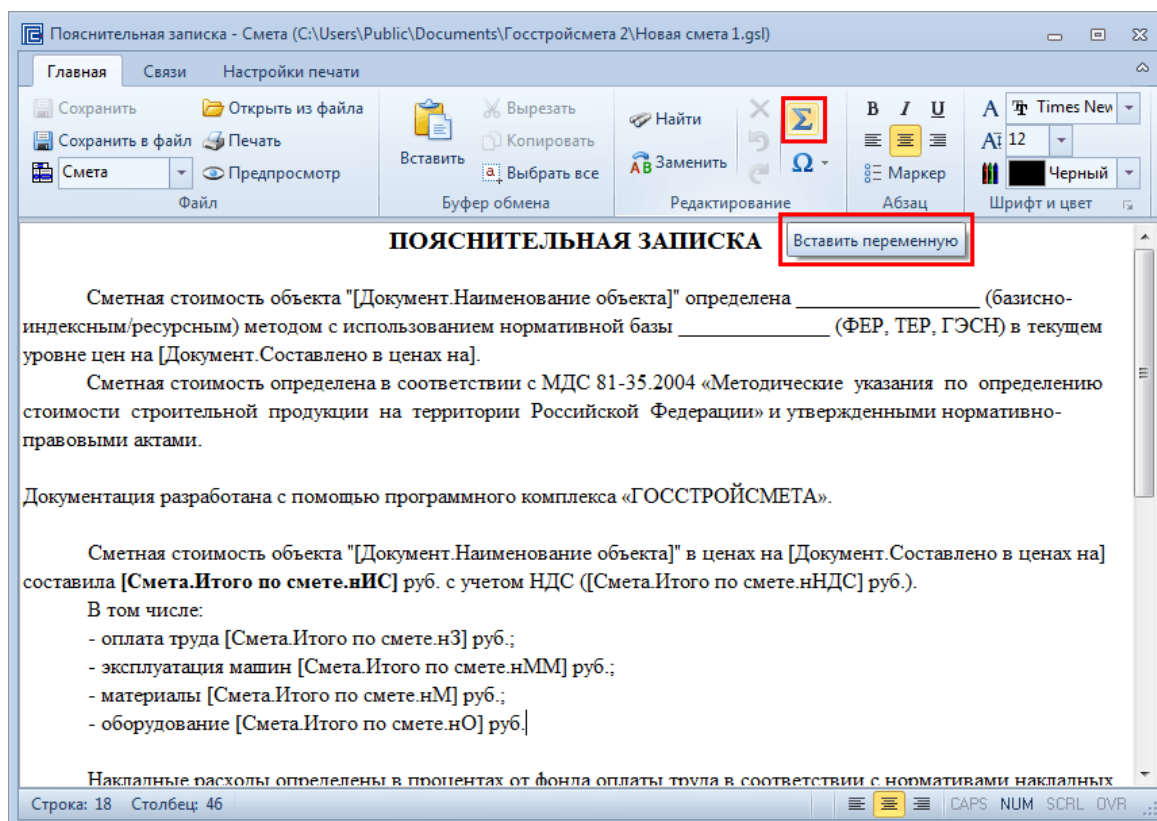 Пояснительная записка - Смета (C:\Users\Public\Documents\Госстройсмета 2\Новая смета 1.gsl)
Главная Связи Настройки печати
Сохранить Открыть из файла Вырезать Найти Σ B I U A Times New
Сохранить в файл Печать Вставить Копировать 12
Смета Предпросмотр Выбрать все Заменить Ω Маркер Черный
Файл Буфер обмена Редактирование Абзац Шрифт и цвет
ПОЯСНИТЕЛЬНАЯ ЗАПИСКА
Вставить переменную
Сметная стоимость объекта "[Документ.Наименование объекта]" определена __________________ (базисно-
индексным/ресурсным) методом с использованием нормативной базы _______________ (ФЕР, ТЕР, ГЭСН) в текущем
уровне цен на [Документ.Составлено в ценах на].
Сметная стоимость определена в соответствии с МДС 81-35.2004 «Методические указания по определению
стоимости строительной продукции на территории Российской Федерации» и утвержденными нормативно-
правовыми актами.
Документация разработана с помощью программного комплекса «ГОССТРОЙСМЕТА».
Сметная стоимость объекта "[Документ.Наименование объекта]" в ценах на [Документ.Составлено в ценах на]
составила [Смета.Итого по смете.нИС] руб. с учетом НДС ([Смета.Итого по смете.нНДС] руб.).
В том числе:
- оплата труда [Смета.Итого по смете.нЗ] руб.;
- эксплуатация машин [Смета.Итого по смете.нММ] руб.;
- материалы [Смета.Итого по смете.нМ] руб.;
- оборудование [Смета.Итого по смете.нО] руб.
Накладные расходы определены в процентах от фонда оплаты труда в соответствии с нормативами накладных
Строка: 18 Столбец: 46 CAPS NUM SCRL OVR